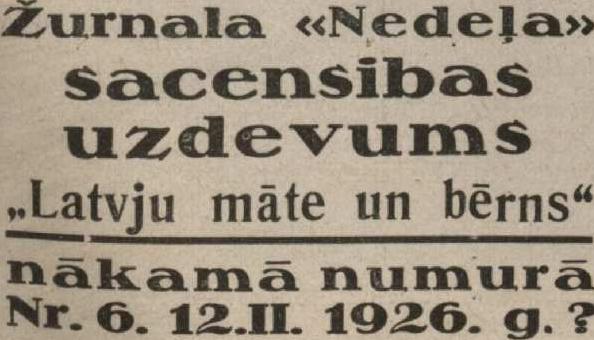 Žurnala «Nedeļa»
sacensibas
uzdevums
„Latvju māte un bērns“
nākamā numurā
Nr. 6. 12.II. 1926. g. ?